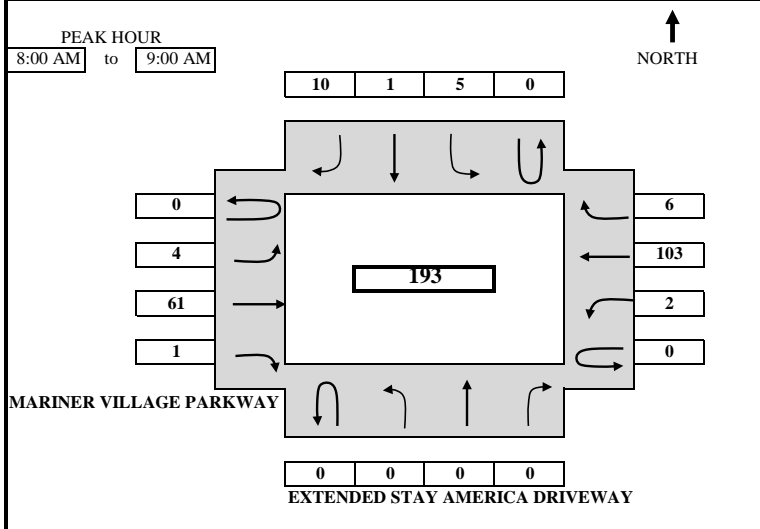 PEAK HOUR
8:00 AM to 9:00 AM
NORTH
10 1 5 0
0 6
4 103
193
61 2
1 0
MARINER VILLAGE PARKWAY
0 0 0 0
EXTENDED STAY AMERICA DRIVEWAY